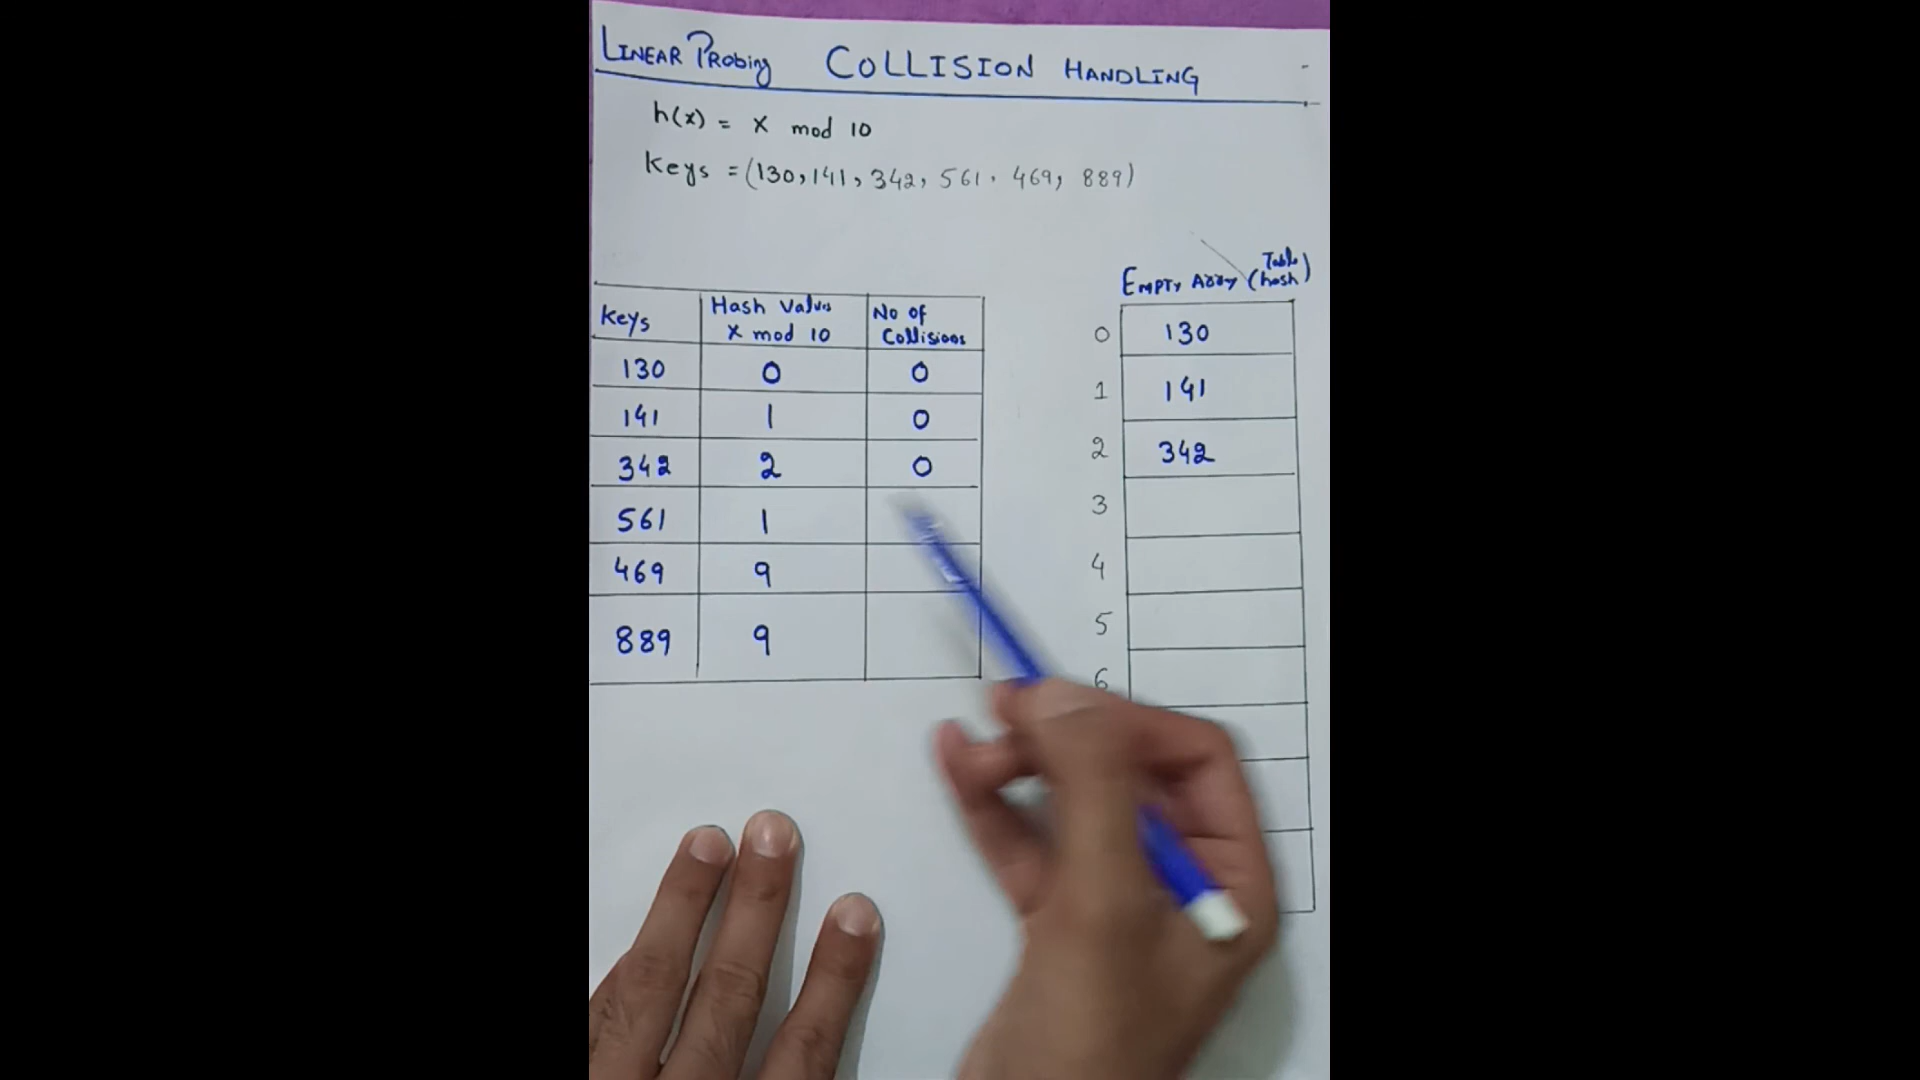 LINEAR Probing COLLISION HANDLING
h(x) = X mod 10
Keys = (130, 141, 342, 561, 469, 889)
EMPTY Array (hash Table)
Keys Hash Values X mod 10 No of Collisions
130 0 0
141 1 0
342 2 0
561 1
469 9
889 9
0 130
1 141
2 342
3
4
5
6